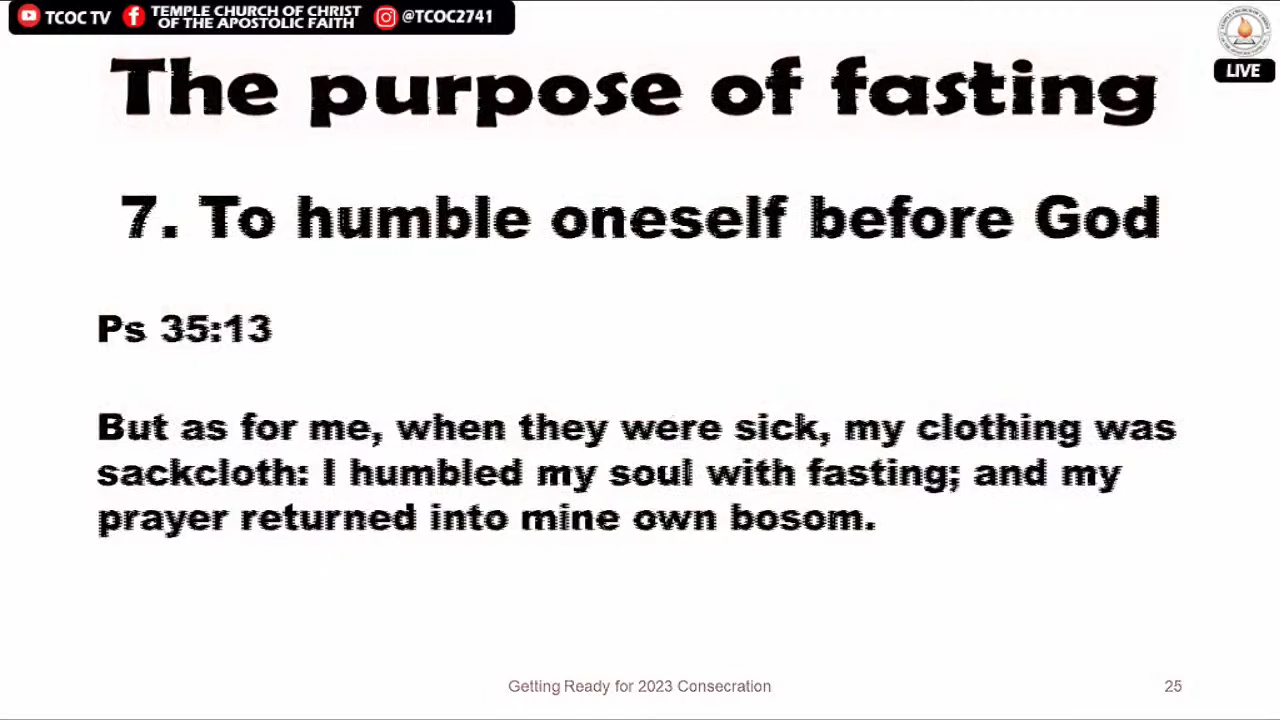 TCOC TV
TEMPLE CHURCH OF CHRIST
OF THE APOSTOLIC FAITH
@TCOC2741
LIVE
The purpose of fasting
7. To humble oneself before God
Ps 35:13
But as for me, when they were sick, my clothing was
sackcloth: I humbled my soul with fasting; and my
prayer returned into mine own bosom.
Getting Ready for 2023 Consecration
25